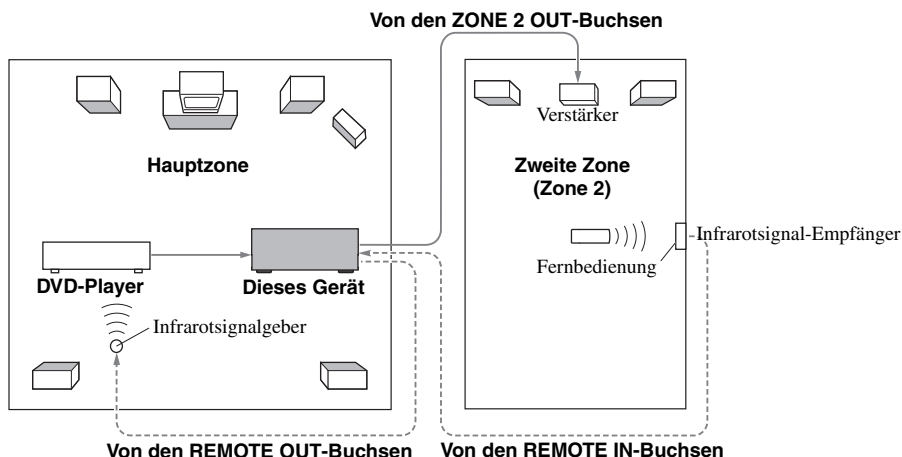 Von den ZONE 2 OUT-Buchsen
Verstärker
Hauptzone
Zweite Zone
(Zone 2)
Infrarotsignal-Empfänger
Fernbedienung
DVD-Player
Dieses Gerät
Infrarotsignalgeber
Von den REMOTE OUT-Buchsen
Von den REMOTE IN-Buchsen